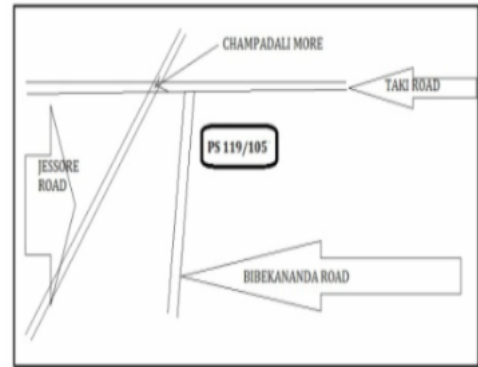 CHAMPADALI MORE
TAKI ROAD
PS 119/105
JESSORE
ROAD
BIBEKANANDA ROAD